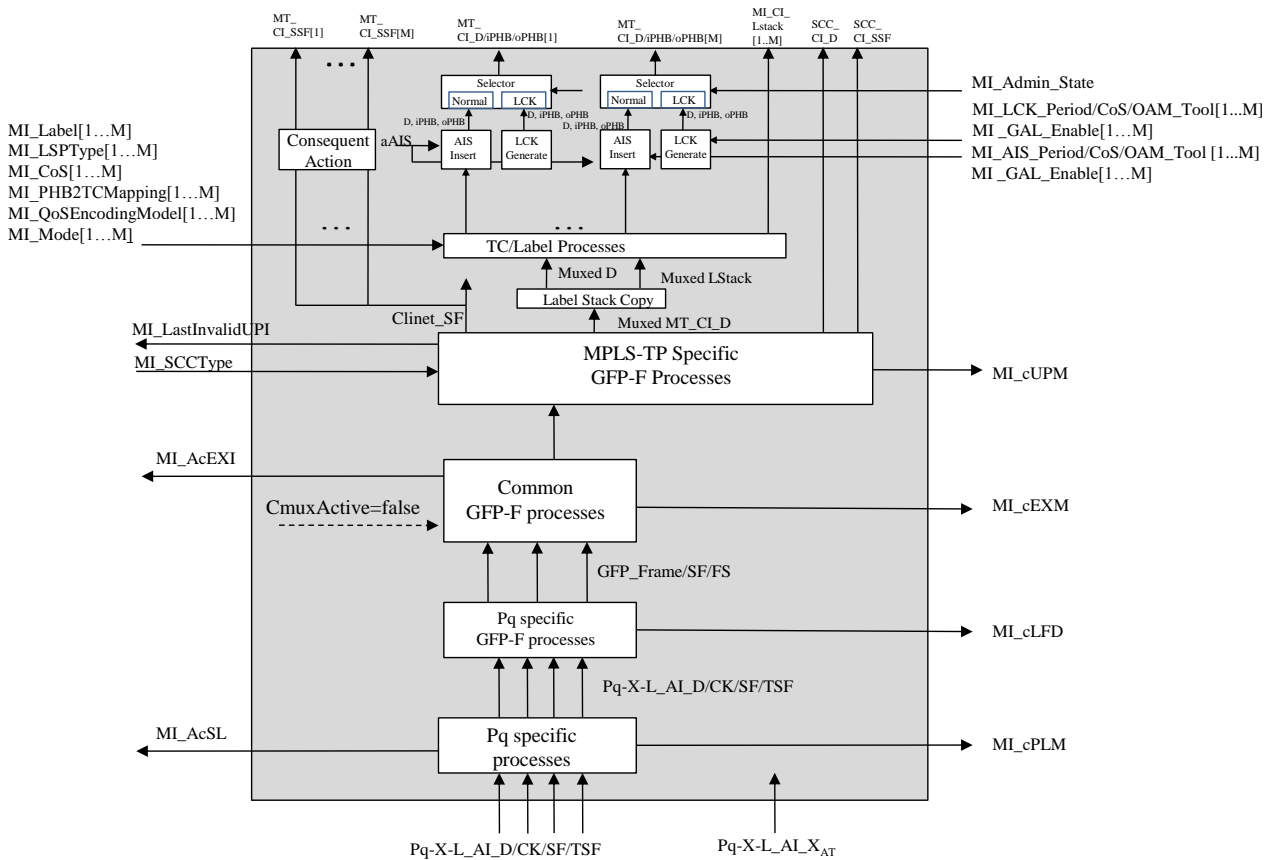 MT_
CI_SSF[1]
MT_
CI_SSF[M]
MT_
CI_D/iPHB/oPHB[1]
MT_
CI_D/iPHB/oPHB[M]
MI_CI_
Lstack
[1..M]
SCC_
CI_D
SCC_
CI_SSF
• • •
Selector
Normal
LCK
Selector
Normal
LCK
MI_Admin_State
MI_LCK_Period/CoS/OAM_Tool[1...M]
MI _GAL_Enable[1…M]
MI_AIS_Period/CoS/OAM_Tool [1...M]
MI _GAL_Enable[1…M]
D, iPHB, oPHB
D, iPHB, oPHB
D, iPHB, oPHB
D, iPHB, oPHB
MI_Label[1…M]
MI_LSPType[1…M]
MI_CoS[1…M]
MI_PHB2TCMapping[1…M]
MI_QoSEncodingModel[1…M]
MI_Mode[1…M]
Consequent
Action
aAIS
AIS
Insert
LCK
Generate
AIS
Insert
LCK
Generate
• • •
• • •
TC/Label Processes
Muxed D
Muxed LStack
Label Stack Copy
Clinet_SF
Muxed MT_CI_D
MI_LastInvalidUPI
MI_SCCType
MPLS-TP Specific
GFP-F Processes
MI_cUPM
MI_AcEXI
Common
GFP-F processes
CmuxActive=false
MI_cEXM
GFP_Frame/SF/FS
Pq specific
GFP-F processes
MI_cLFD
Pq-X-L_AI_D/CK/SF/TSF
MI_AcSL
Pq specific
processes
MI_cPLM
Pq-X-L_AI_D/CK/SF/TSF
Pq-X-L_AI_X_AT